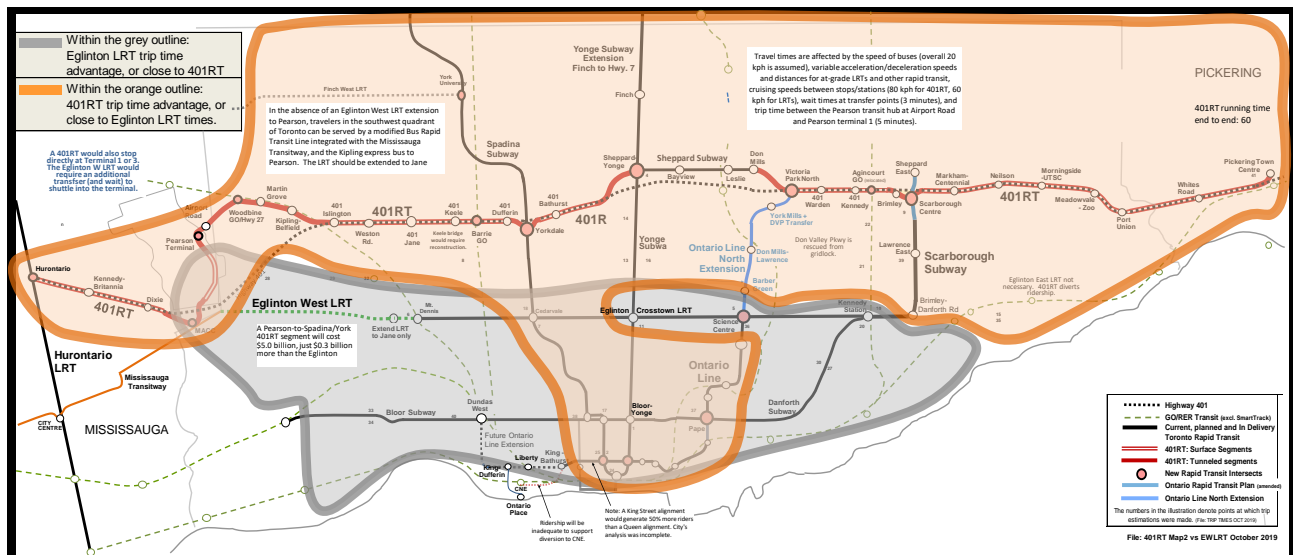 Within the grey outline:
Eglinton LRT trip time
advantage, or close to 401RT
Within the orange outline:
401RT trip time advantage, or
close to Eglinton LRT times.
A 401RT would also stop
directly at Terminal 1 or 3.
The Eglinton W LRT would
require an additional
transfser (and wait) to
shuttle into the terminal.
In the absence of an Eglinton West LRT extension
to Pearson, travelers in the southwest quadrant
of Toronto can be served by a modified Bus Rapid
Transit Line integrated with the Mississauga
Transitway, and the Kipling express bus to
Pearson. The LRT should be extended to Jane
Yonge Subway
Extension
Finch to Hwy. 7
Travel times are affected by the speed of buses (overall 20
kph is assumed), variable acceleration/deceleration speeds
and distances for at-grade LRTs and other rapid transit,
cruising speeds between stops/stations (80 kph for 401RT, 60
kph for LRTs), wait times at transfer points (3 minutes), and
trip time between the Pearson transit hub at Airport Road
and Pearson terminal 1 (5 minutes).
PICKERING
401RT running time
end to end: 60
York
University
Finch West LRT
Finch
Spadina
Subway
Sheppard
Yonge
Sheppard Subway
Bayview
Leslie
Don
Mills
Victoria
ParkNorth
401
Warden
Agincourt
GO
401
Kennedy
Sheppard
East
Brimley
Scarborough
Centre
Markham-
Centennial
Neilson
Morningside
-UTSC
Meadowvale
- Zoo
Port
Union
Whites
Road
Pickering Town
Centre
Airport
Road
Pearson
Terminal
Woodbine
GO/Hwy 27
Martin
Grove
Kipling-
Belfield
401
Islington
401RT
Weston
Rd.
401
Jane
401
Keele
Keele bridge
would require
reconstruction.
Barrie
GO
401
Dufferin
Yorkdale
401
Bathurst
401R
Yonge
Subwa
York Mills +
DVP Transfer
Ontario Line
North
Extension
Don Mills-
Lawrence
Don Valley Pkwy is
rescued from
gridlock.
Lawrence
East
Scarborough
Subway
Eglinton East LRT not
necessary. 401RT diverts
ridership.
Hurontario
Kennedy-
Britannia
Dixie
401RT
MACC
Eglinton West LRT
Mt.
Dennis
Extend LRT
to Jane only
Cedarvale
Eglinton Crosstown LRT
Barber
Green
Science
Centre
Kennedy
Station
Brimley-
Danforth Rd
A Pearson-to-Spadina/York
401RT segment will cost
$5.0 billion, just $0.3 billion
more than the Eglinton
Hurontario
LRT
Mississauga
Transitway
CITY
CENTRE
MISSISSAUGA
Bloor Subway
Dundas
West
Bloor-
Yonge
Ontario
Line
Pape
Danforth
Subway
Future Ontario
Line Extension
King-
Dufferin
Liberty
King -
Bathurst
CNE
Ontario
Place
Ridership will be
inadequate to support
diversion to CNE.
Note: A King Street alignment
would generate 50% more riders
than a Queen alignment. City's
analysis was incomplete.
Highway 401
GO/RER Transit (excl. SmartTrack)
Current, planned and In Delivery
Toronto Rapid Transit
401RT: Surface Segments
401RT: Tunneled segments
New Rapid Transit Intersects
Ontario Rapid Transit Plan (amended)
Ontario Line North Extension
The numbers in the illustration denote points at which trip
estimations were made. (File: TRIP TIMES OCT 2019)
File: 401RT Map2 vs EWLRT October 2019